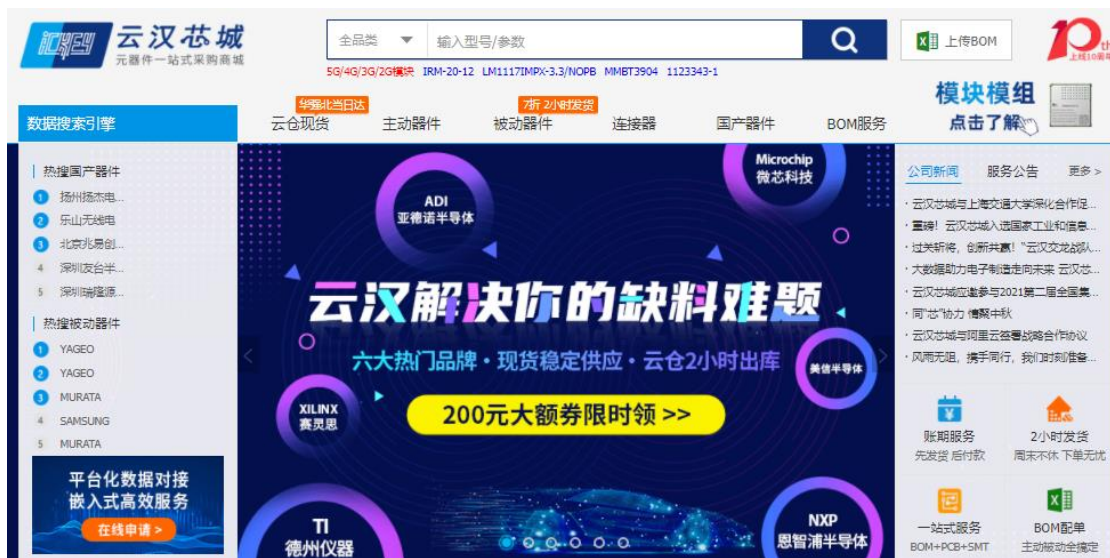 ICKEY
云汉芯城
元器件一站式采购商城
全品类
输入型号/参数
上传BOM
10th
上线10周年
5G/4G/3G/2G模块 IRM-20-12 LM1117IMPX-3.3/NOPB MMBT3904 1123343-1
模块模组
点击了解
数据搜索引擎
华强北当日达
7折 2小时发货
云仓现货 主动器件 被动器件 连接器 国产器件 BOM服务
热搜国产器件
1 扬州扬杰电...
2 乐山无线电
3 北京兆易创...
4 深圳友台半...
5 深圳瑞隆源...
热搜被动器件
1 YAGEO
2 YAGEO
3 MURATA
4 SAMSUNG
5 MURATA
平台化数据对接
嵌入式高效服务
在线申请 >
ADI
亚德诺半导体
Microchip
微芯科技
云汉解决你的缺料难题
六大热门品牌·现货稳定供应·云仓2小时出库
美信半导体
XILINX
赛灵思
200元大额券限时领 >>
TI
德州仪器
NXP
恩智浦半导体
公司新闻 服务公告 更多 >
·云汉芯城与上海交通大学深化合作促...
·重磅！云汉芯城入选国家工业和信息...
·过关斩将，创新共赢！“云汉交龙战队...
·大数据助力电子制造走向未来 云汉芯...
·云汉芯城应邀参与2021第二届全国集...
·同“芯”协力 情聚中秋
·云汉芯城与阿里云签署战略合作协议
·风雨无阻，携手同行，我们时刻准备...
账期服务
先发货 后付款
2小时发货
周末不休 下单无忧
一站式服务
BOM+PCB+SMT
BOM配单
主动被动全搞定